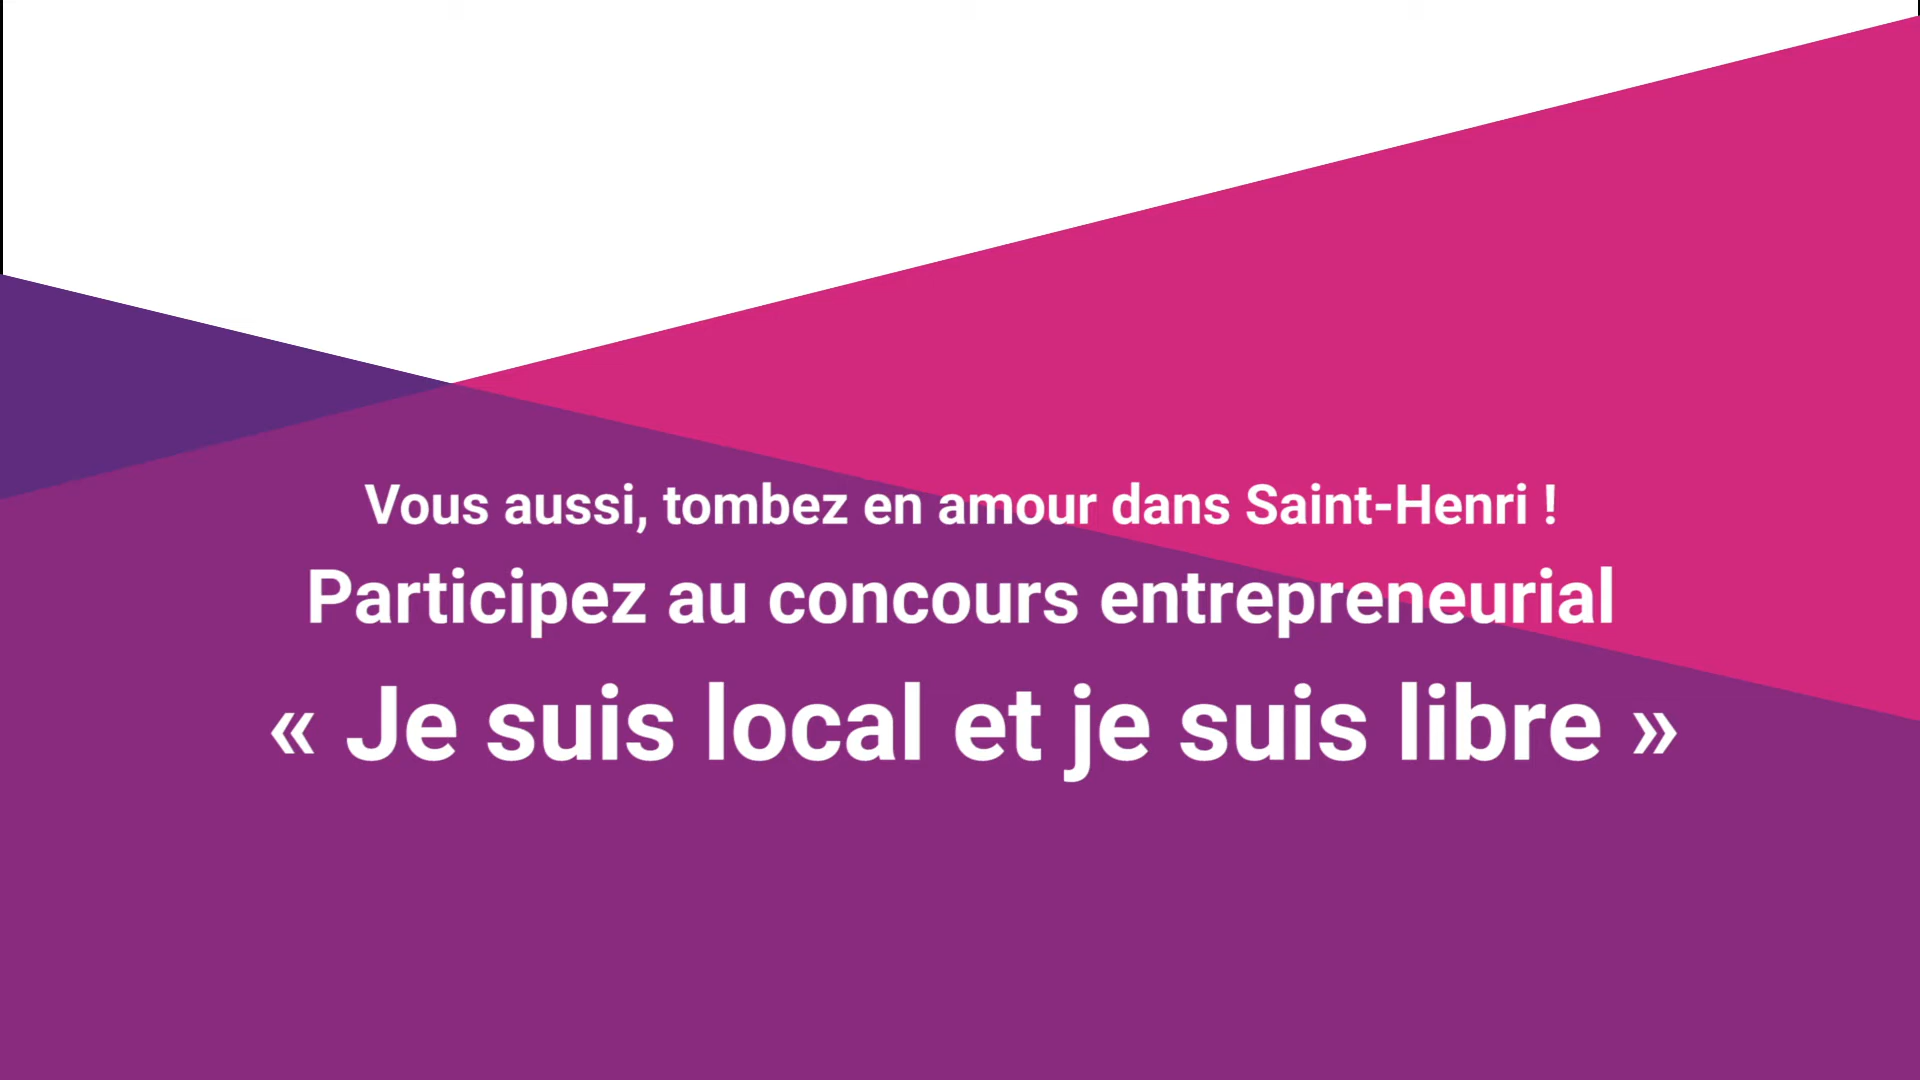 Vous aussi, tombez en amour dans Saint-Henri !
Participez au concours entrepreneurial
« Je suis local et je suis libre »